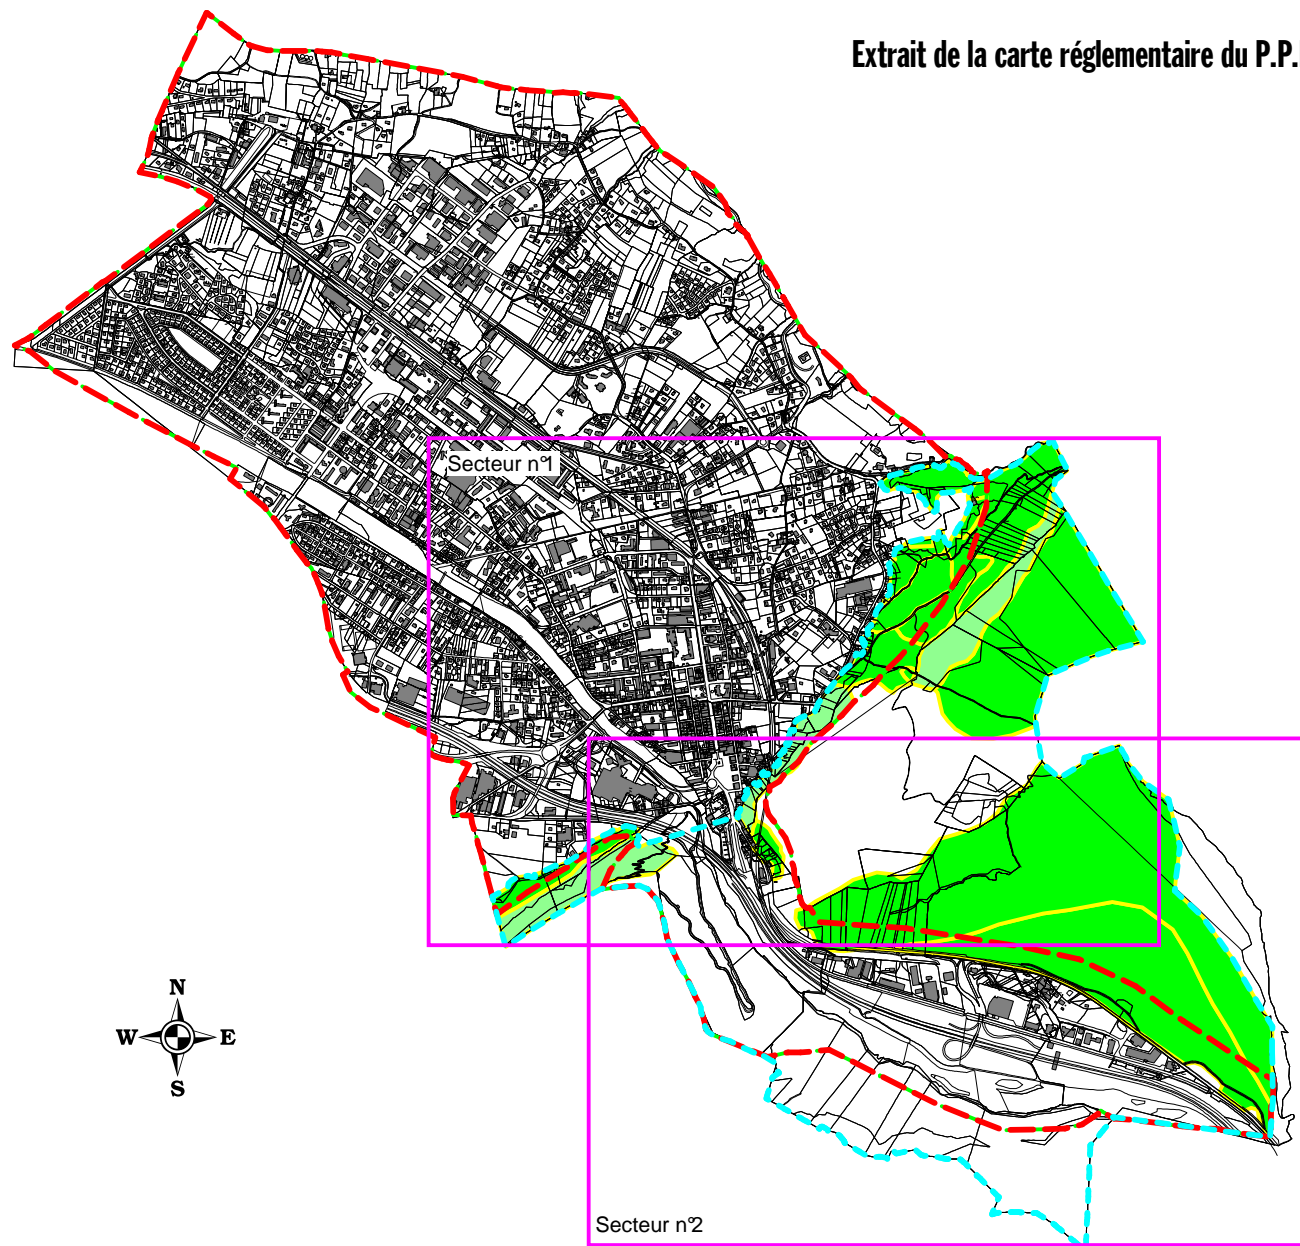 Extrait de la carte réglementaire du P.P.
Secteur n°1
N
W E
S
Secteur n°2